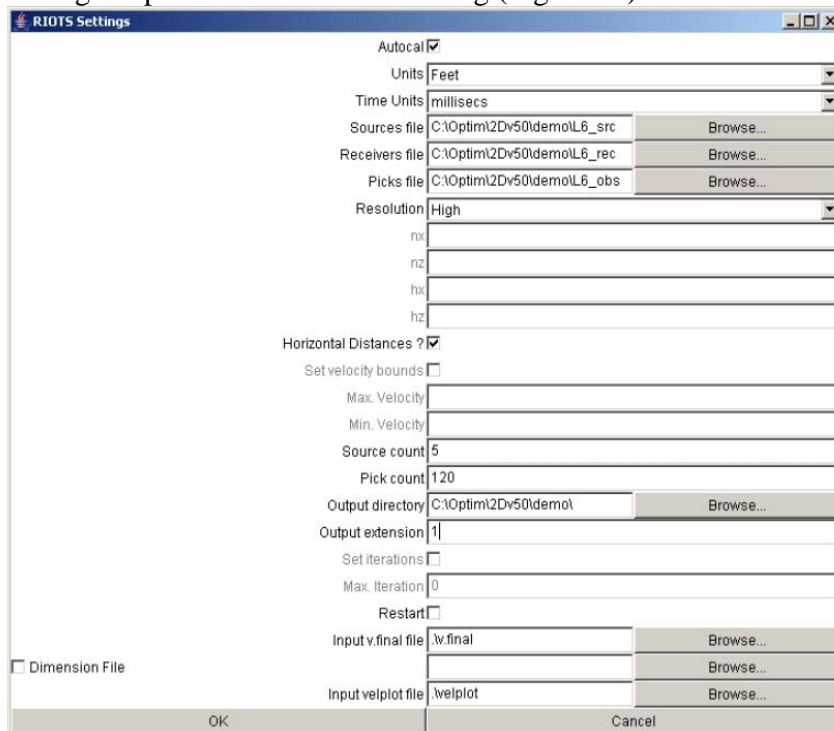 RIOTS Settings
Autocal
Units Feet
Time Units millisecs
Sources file C:\Optim\2Dv50\demo\L6_src Browse...
Receivers file C:\Optim\2Dv50\demo\L6_rec Browse...
Picks file C:\Optim\2Dv50\demo\L6_obs Browse...
Resolution High
nx
nz
hx
hz
Horizontal Distances ?
Set velocity bounds
Max. Velocity
Min. Velocity
Source count 5
Pick count 120
Output directory C:\Optim\2Dv50\demo\ Browse...
Output extension 1
Set iterations
Max. Iteration 0
Restart
Input v.final file .\v.final Browse...
Dimension File Browse...
Input velplot file .\velplot Browse...
OK Cancel